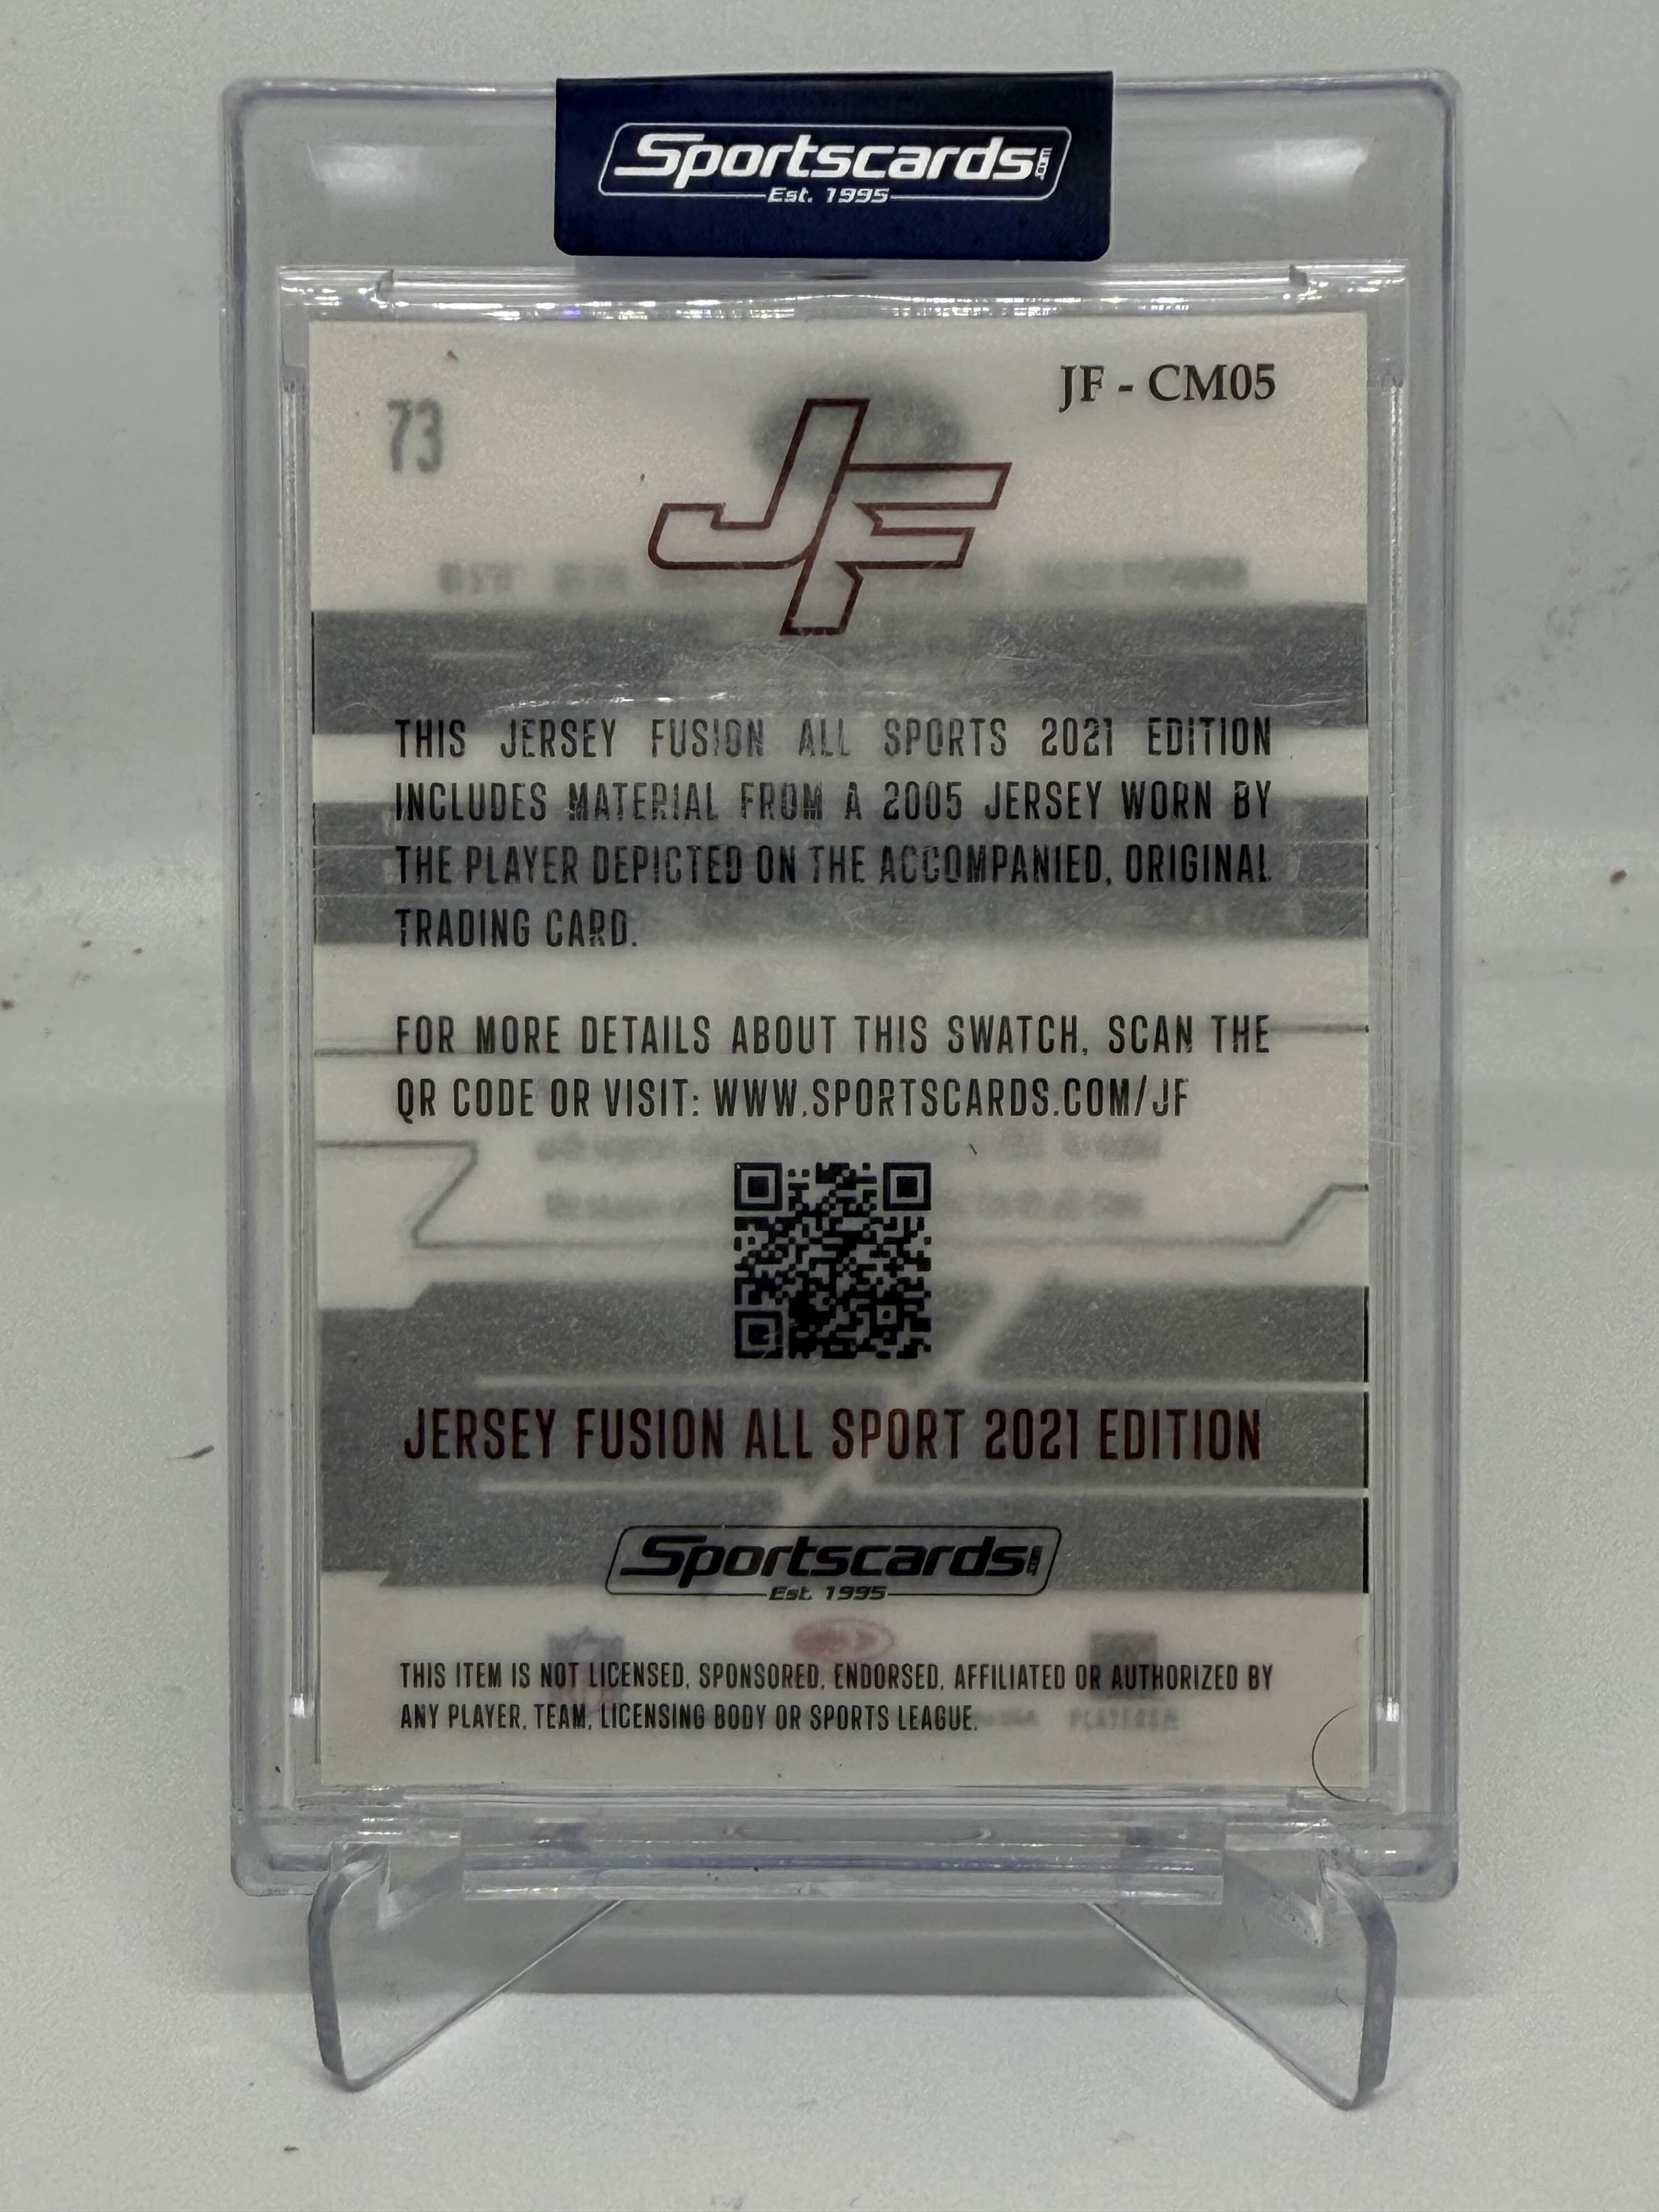 Sportscards.com
Est. 1995
JF - CM05
73
JF
THIS JERSEY FUSION ALL SPORTS 2021 EDITION
INCLUDES MATERIAL FROM A 2005 JERSEY WORN BY
THE PLAYER DEPICTED ON THE ACCOMPANIED, ORIGINAL
TRADING CARD.
FOR MORE DETAILS ABOUT THIS SWATCH, SCAN THE
QR CODE OR VISIT: WWW.SPORTSCARDS.COM/JF
JERSEY FUSION ALL SPORT 2021 EDITION
Sportscards.com
Est. 1995
THIS ITEM IS NOT LICENSED, SPONSORED, ENDORSED, AFFILIATED OR AUTHORIZED BY
ANY PLAYER, TEAM, LICENSING BODY OR SPORTS LEAGUE.
PLAYERS